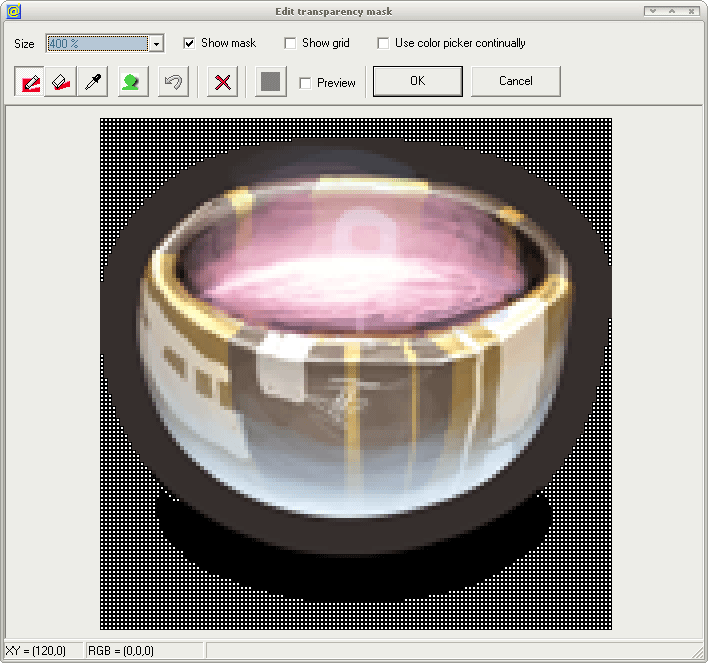 Edit transparency mask
Size 400 % Show mask Show grid Use color picker continually
Preview OK Cancel
XY = (120,0) RGB = (0,0,0)